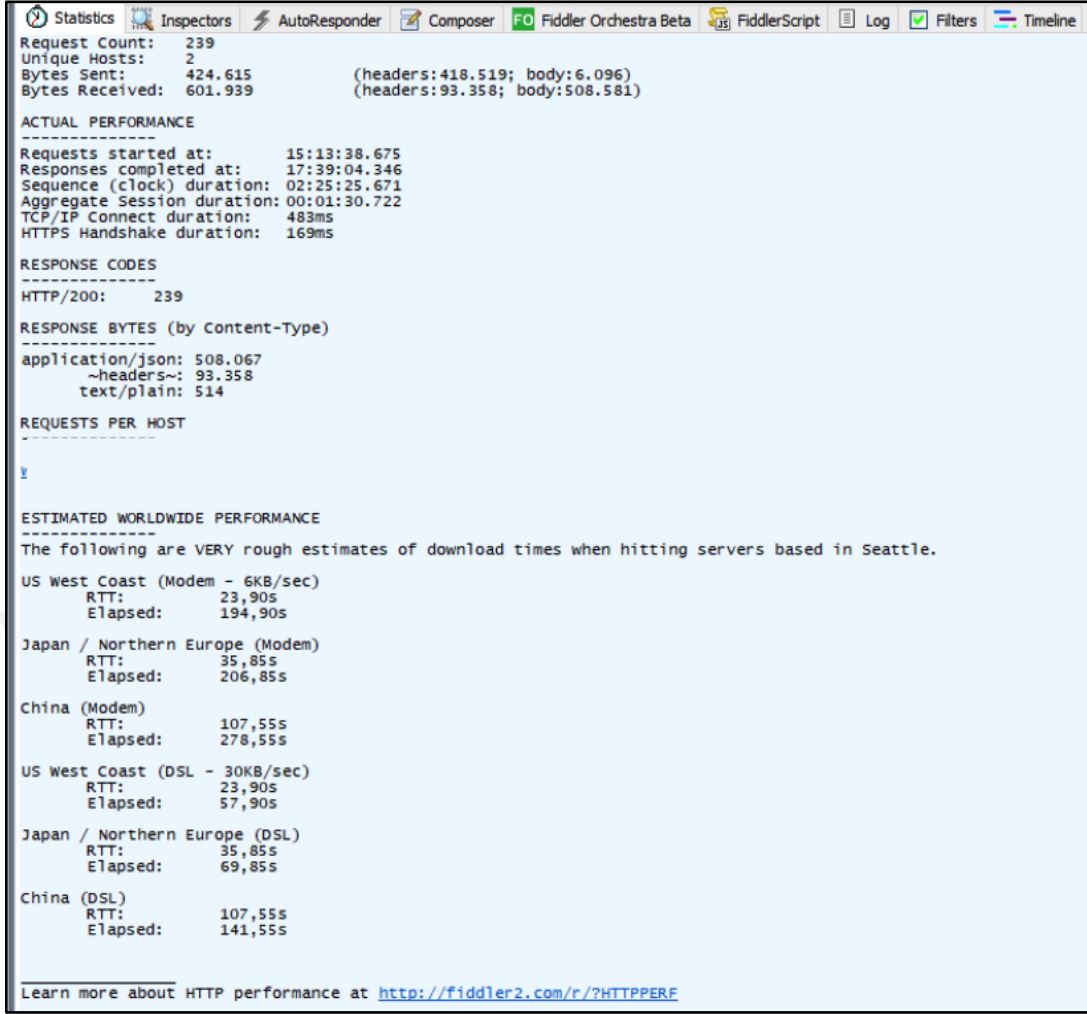 Statistics Inspectors AutoResponder Composer FO Fiddler Orchestra Beta FiddlerScript Log Filters Timeline
Request Count: 239
Unique Hosts: 2
Bytes Sent: 424.615 (headers:418.519; body:6.096)
Bytes Received: 601.939 (headers:93.358; body:508.581)
ACTUAL PERFORMANCE
--------------
Requests started at: 15:13:38.675
Responses completed at: 17:39:04.346
Sequence (clock) duration: 02:25:25.671
Aggregate Session duration: 00:01:30.722
TCP/IP Connect duration: 483ms
HTTPS Handshake duration: 169ms
RESPONSE CODES
--------------
HTTP/200: 239
RESPONSE BYTES (by Content-Type)
--------------
application/json: 508.067
~headers~: 93.358
text/plain: 514
REQUESTS PER HOST
--------------
ESTIMATED WORLDWIDE PERFORMANCE
--------------
The following are VERY rough estimates of download times when hitting servers based in Seattle.
US West Coast (Modem - 6KB/sec)
RTT: 23,90s
Elapsed: 194,90s
Japan / Northern Europe (Modem)
RTT: 35,85s
Elapsed: 206,85s
China (Modem)
RTT: 107,55s
Elapsed: 278,55s
US West Coast (DSL - 30KB/sec)
RTT: 23,90s
Elapsed: 57,90s
Japan / Northern Europe (DSL)
RTT: 35,85s
Elapsed: 69,85s
China (DSL)
RTT: 107,55s
Elapsed: 141,55s
________________
Learn more about HTTP performance at http://fiddler2.com/r/?HTTPPERF